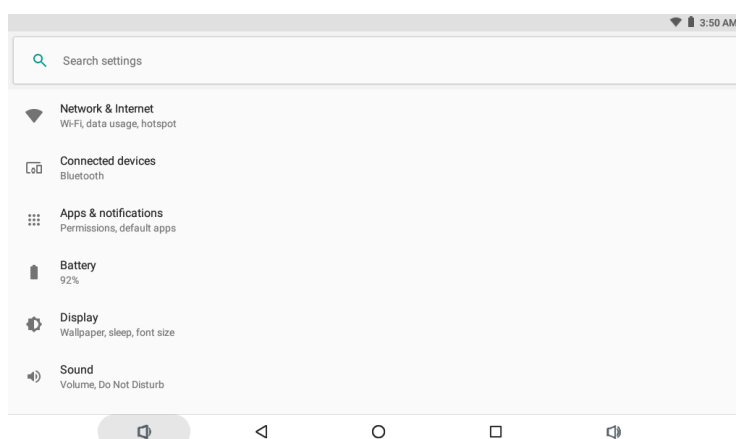 3:50 AM
Search settings
Network & Internet
Wi-Fi, data usage, hotspot
Connected devices
Bluetooth
Apps & notifications
Permissions, default apps
Battery
92%
Display
Wallpaper, sleep, font size
Sound
Volume, Do Not Disturb